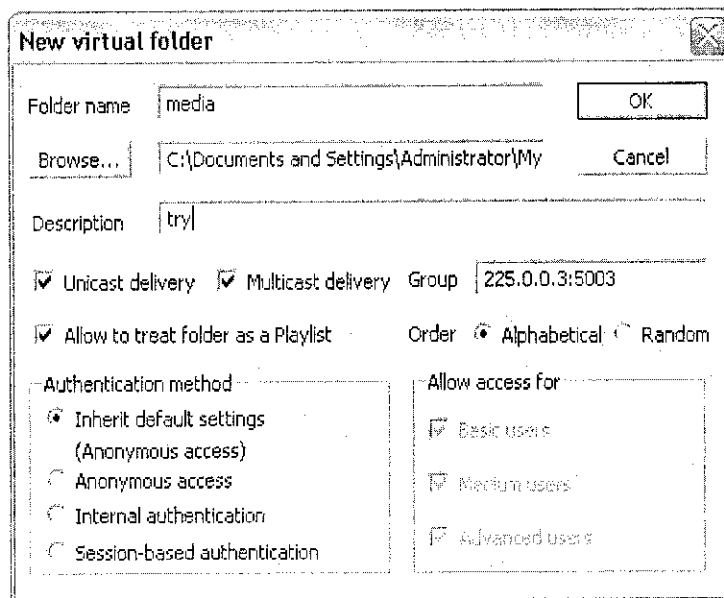 New virtual folder
Folder name media OK
Browse... C:\Documents and Settings\Administrator\My Cancel
Description try
Unicast delivery Multicast delivery Group 225.0.0.3:5003
Allow to treat folder as a Playlist Order Alphabetical Random
Authentication method Allow access for
Inherit default settings
(Anonymous access) Basic users
Anonymous access Medium users
Internal authentication
Session-based authentication Advanced users